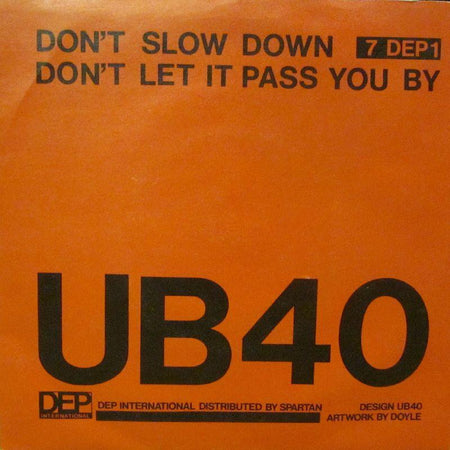 DON'T SLOW DOWN 7 DEP1
DON'T LET IT PASS YOU BY
UB40
DEP
INTERNATIONAL
DEP INTERNATIONAL DISTRIBUTED BY SPARTAN
DESIGN UB40
ARTWORK BY DOYLE